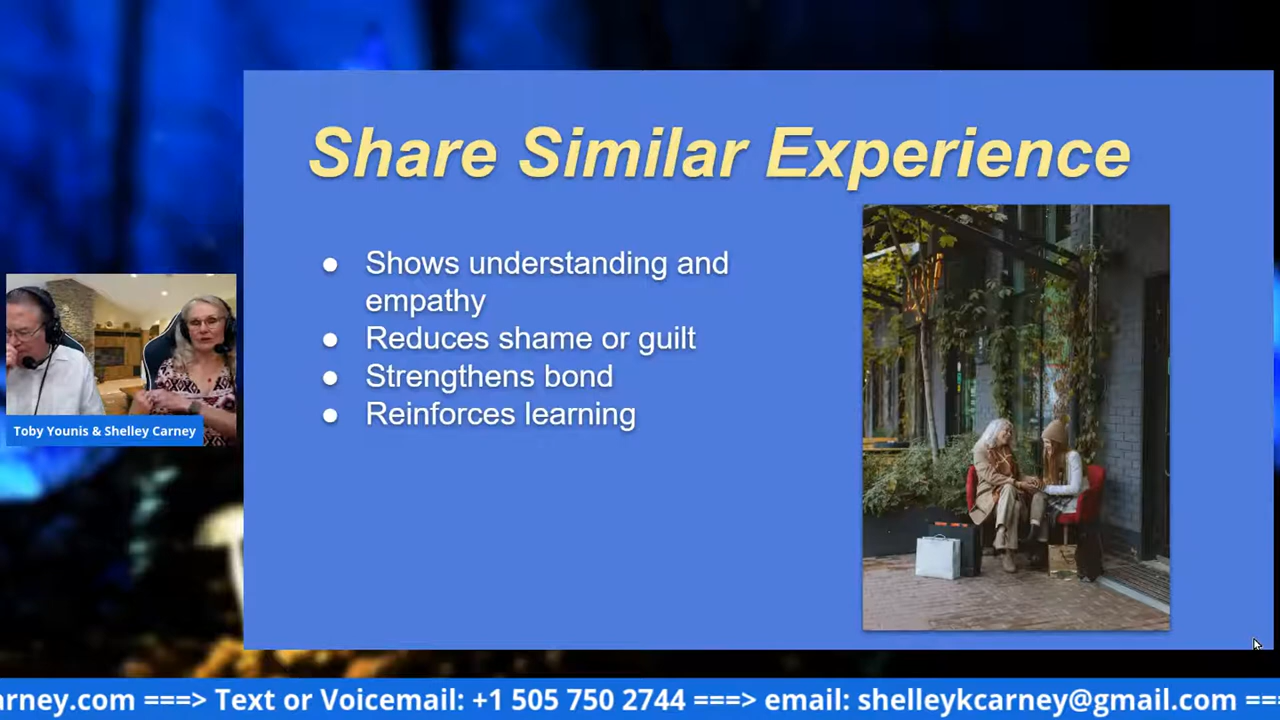 Share Similar Experience
● Shows understanding and
empathy
● Reduces shame or guilt
● Strengthens bond
● Reinforces learning
Toby Younis & Shelley Carney
arney.com ===> Text or Voicemail: +1 505 750 2744 ===> email: shelleykcarney@gmail.com ==